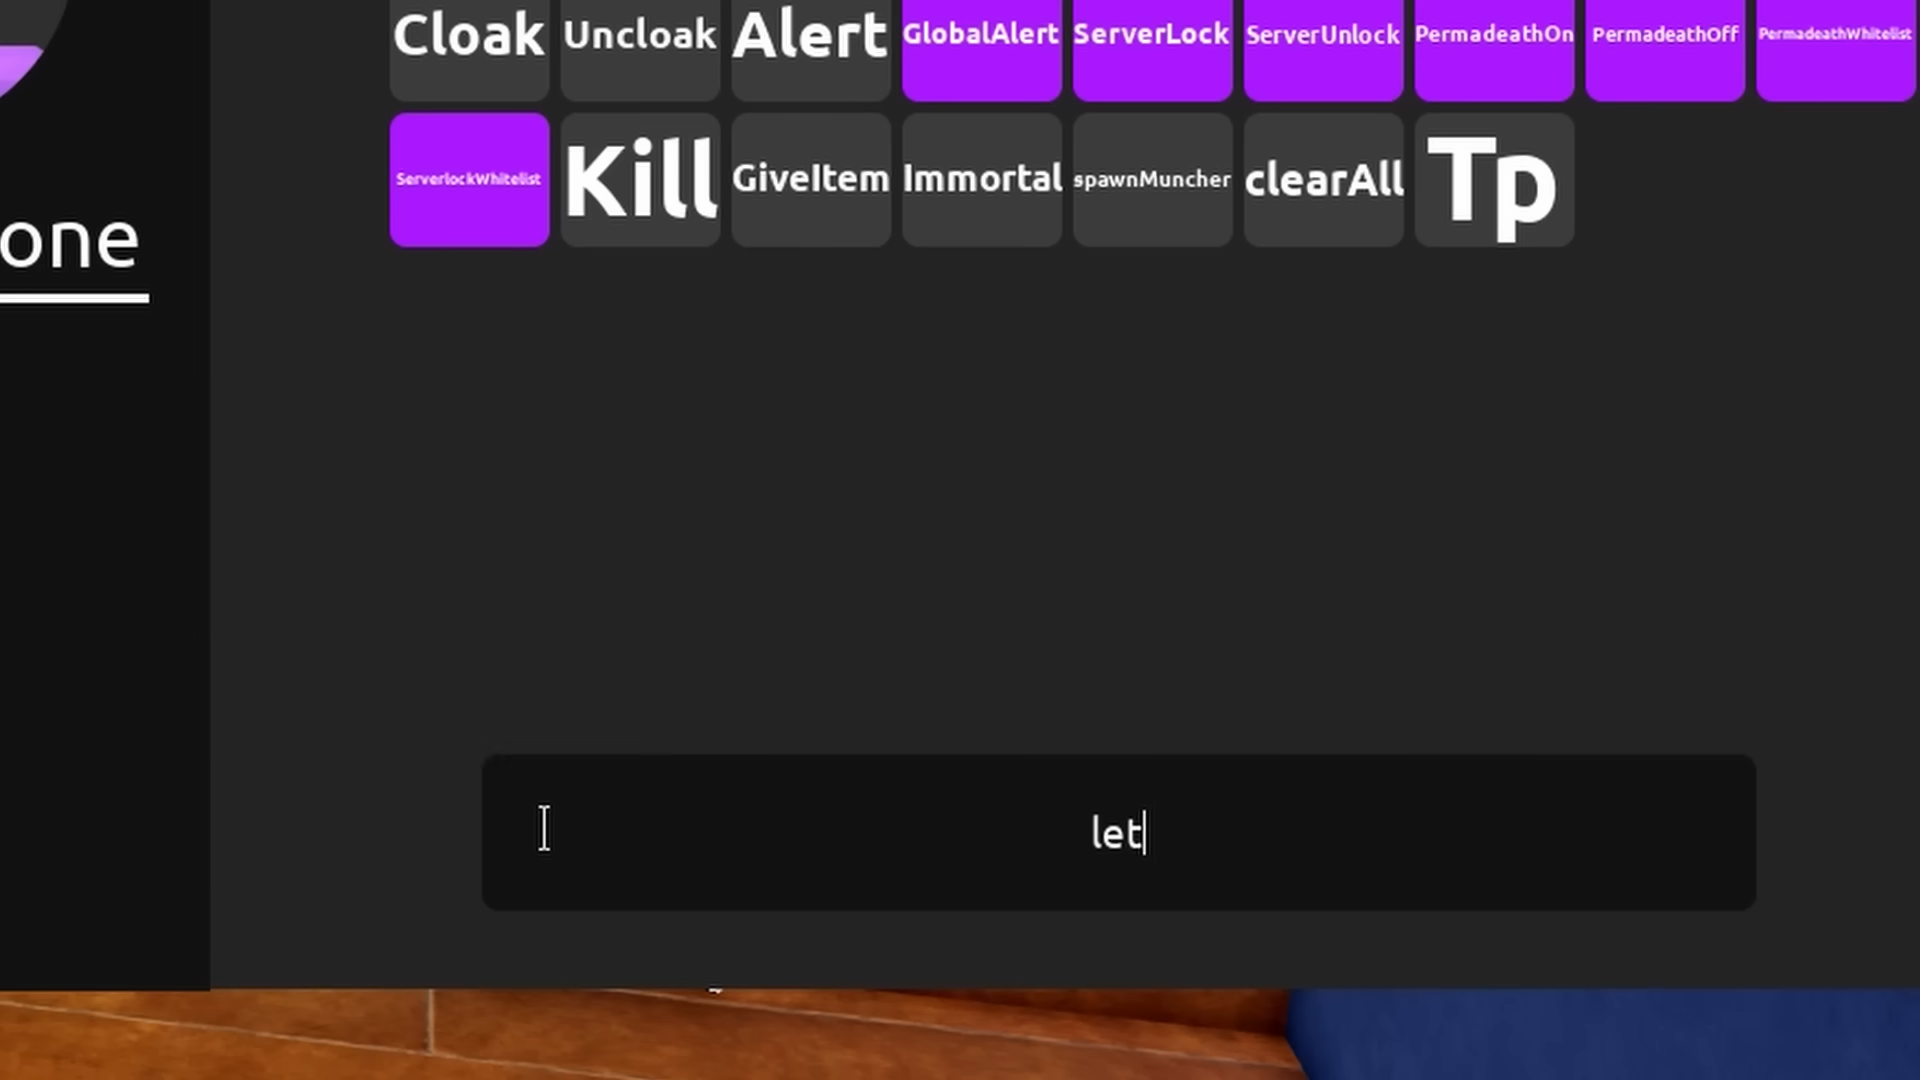 Cloak Uncloak Alert GlobalAlert ServerLock ServerUnlock PermadeathOn PermadeathOff PermadeathWhitelist
ServerlockWhitelist Kill GiveItem Immortal spawnMuncher clearAll Tp
one
let